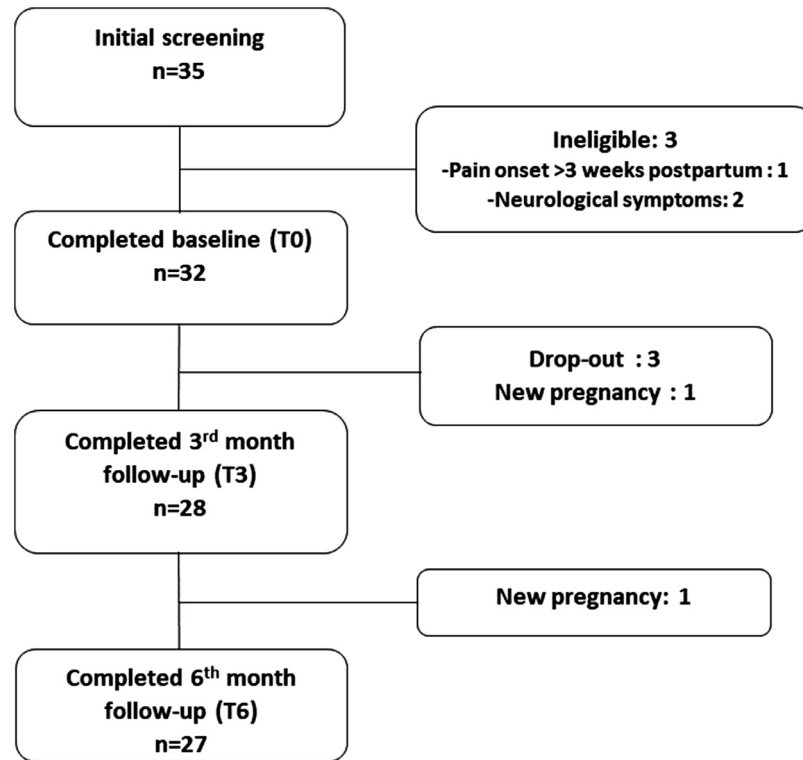 Initial screening
n=35
Ineligible: 3
-Pain onset >3 weeks postpartum : 1
-Neurological symptoms: 2
Completed baseline (T0)
n=32
Drop-out : 3
New pregnancy : 1
Completed 3rd month
follow-up (T3)
n=28
New pregnancy: 1
Completed 6th month
follow-up (T6)
n=27